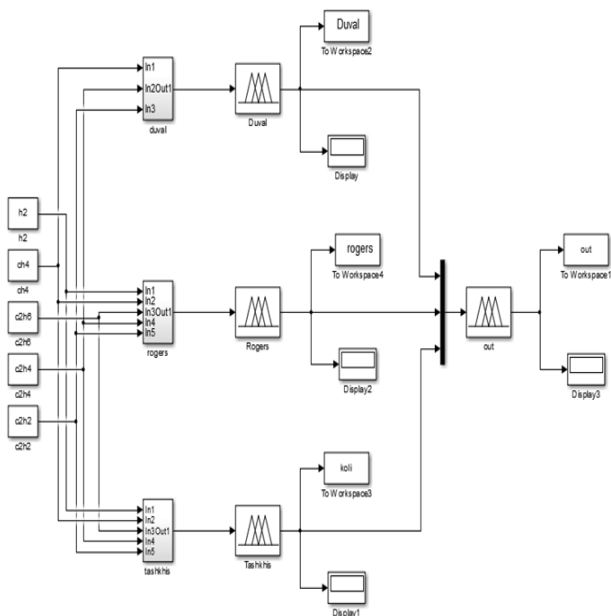 Duval
To Workspace2
In1
In2Out1
In3
duval
Duval
Display
h2
h2
ch4
ch4
c2h6
c2h6
c2h4
c2h4
c2h2
c2h2
In1
In2
In3Out1
In4
In5
rogers
Rogers
rogers
To Workspace4
Display2
out
out
To Workspace1
Display3
In1
In2
In3Out1
In4
In5
tashkhis
Tashkhis
koli
To Workspace3
Display1